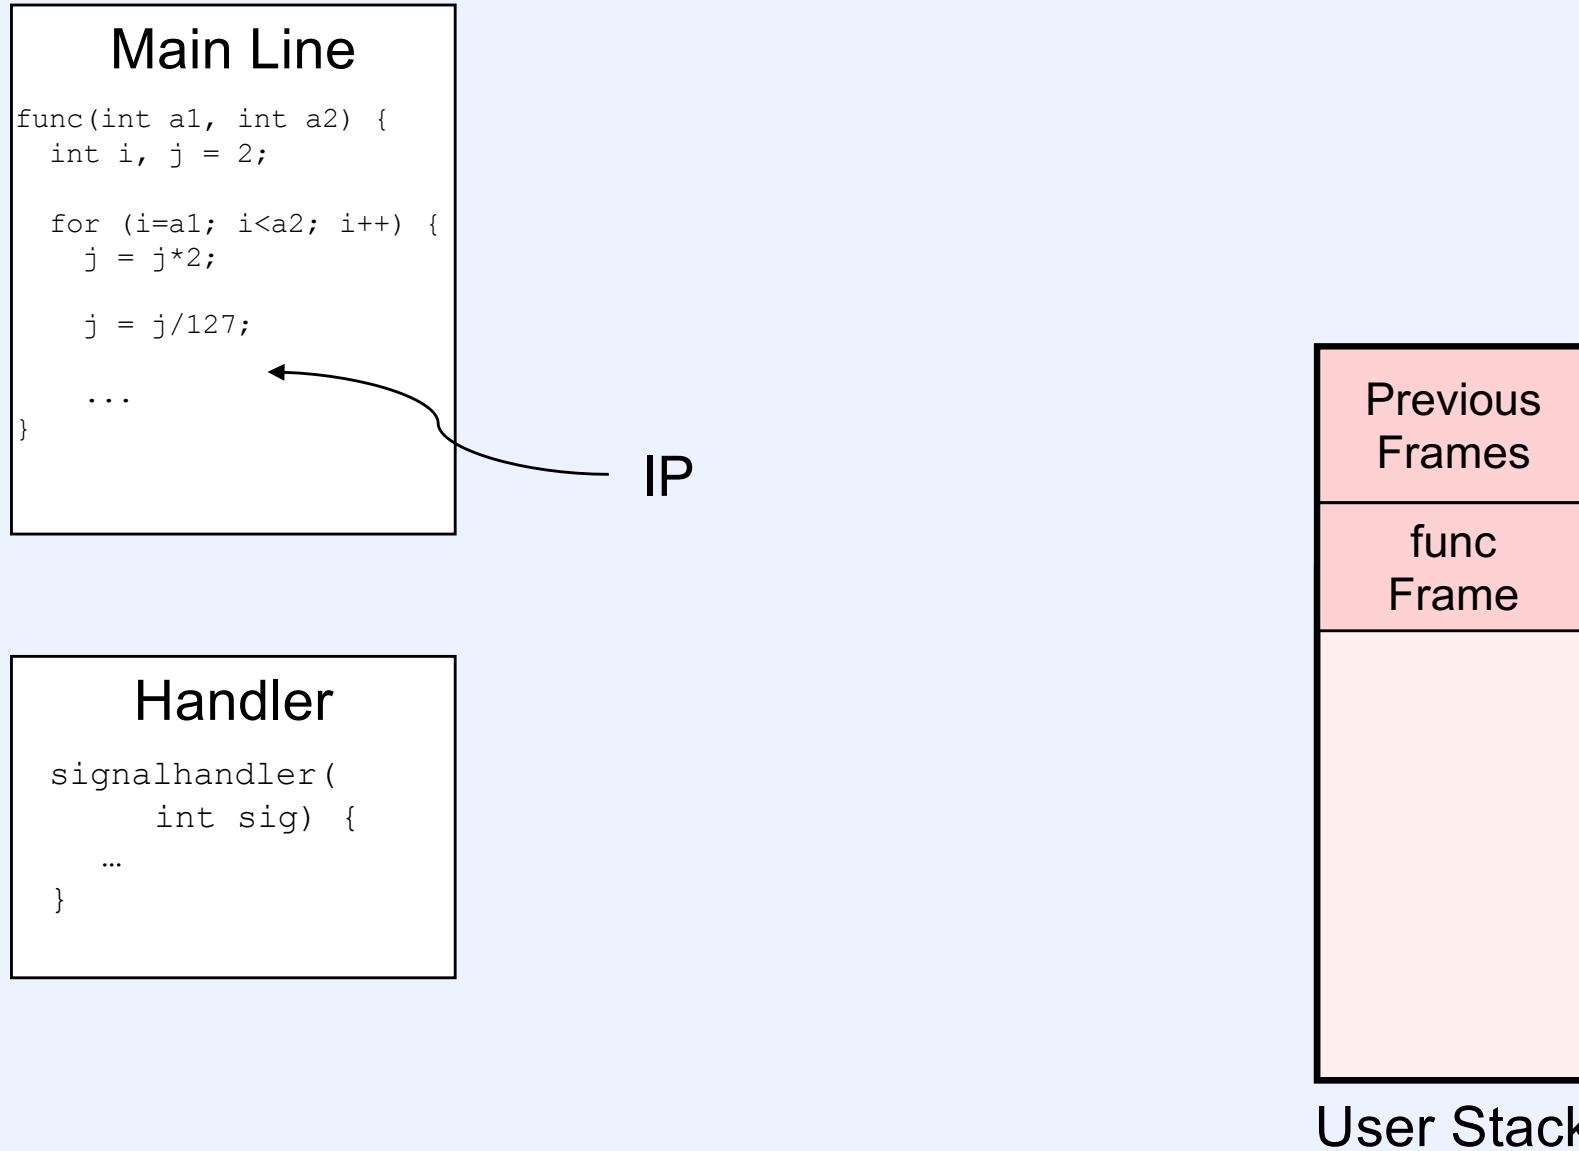 Main Line
func(int a1, int a2) {
  int i, j = 2;
  for (i=a1; i<a2; i++) {
    j = j*2;
    j = j/127;
    ...
}
IP
Handler
signalhandler(
      int sig) {
   …
}
Previous
Frames
func
Frame
User Stack